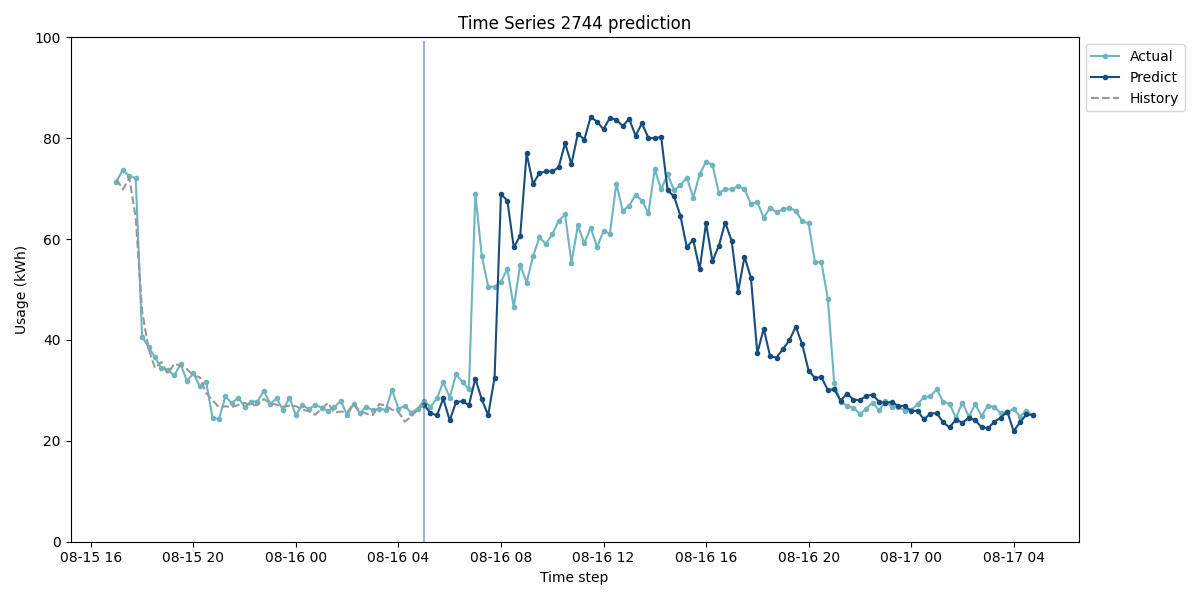 Time Series 2744 prediction
100
80
60
40
20
0
Usage (kWh)
08-15 16
08-15 20
08-16 00
08-16 04
08-16 08
08-16 12
08-16 16
08-16 20
08-17 00
08-17 04
Time step
Actual
Predict
History